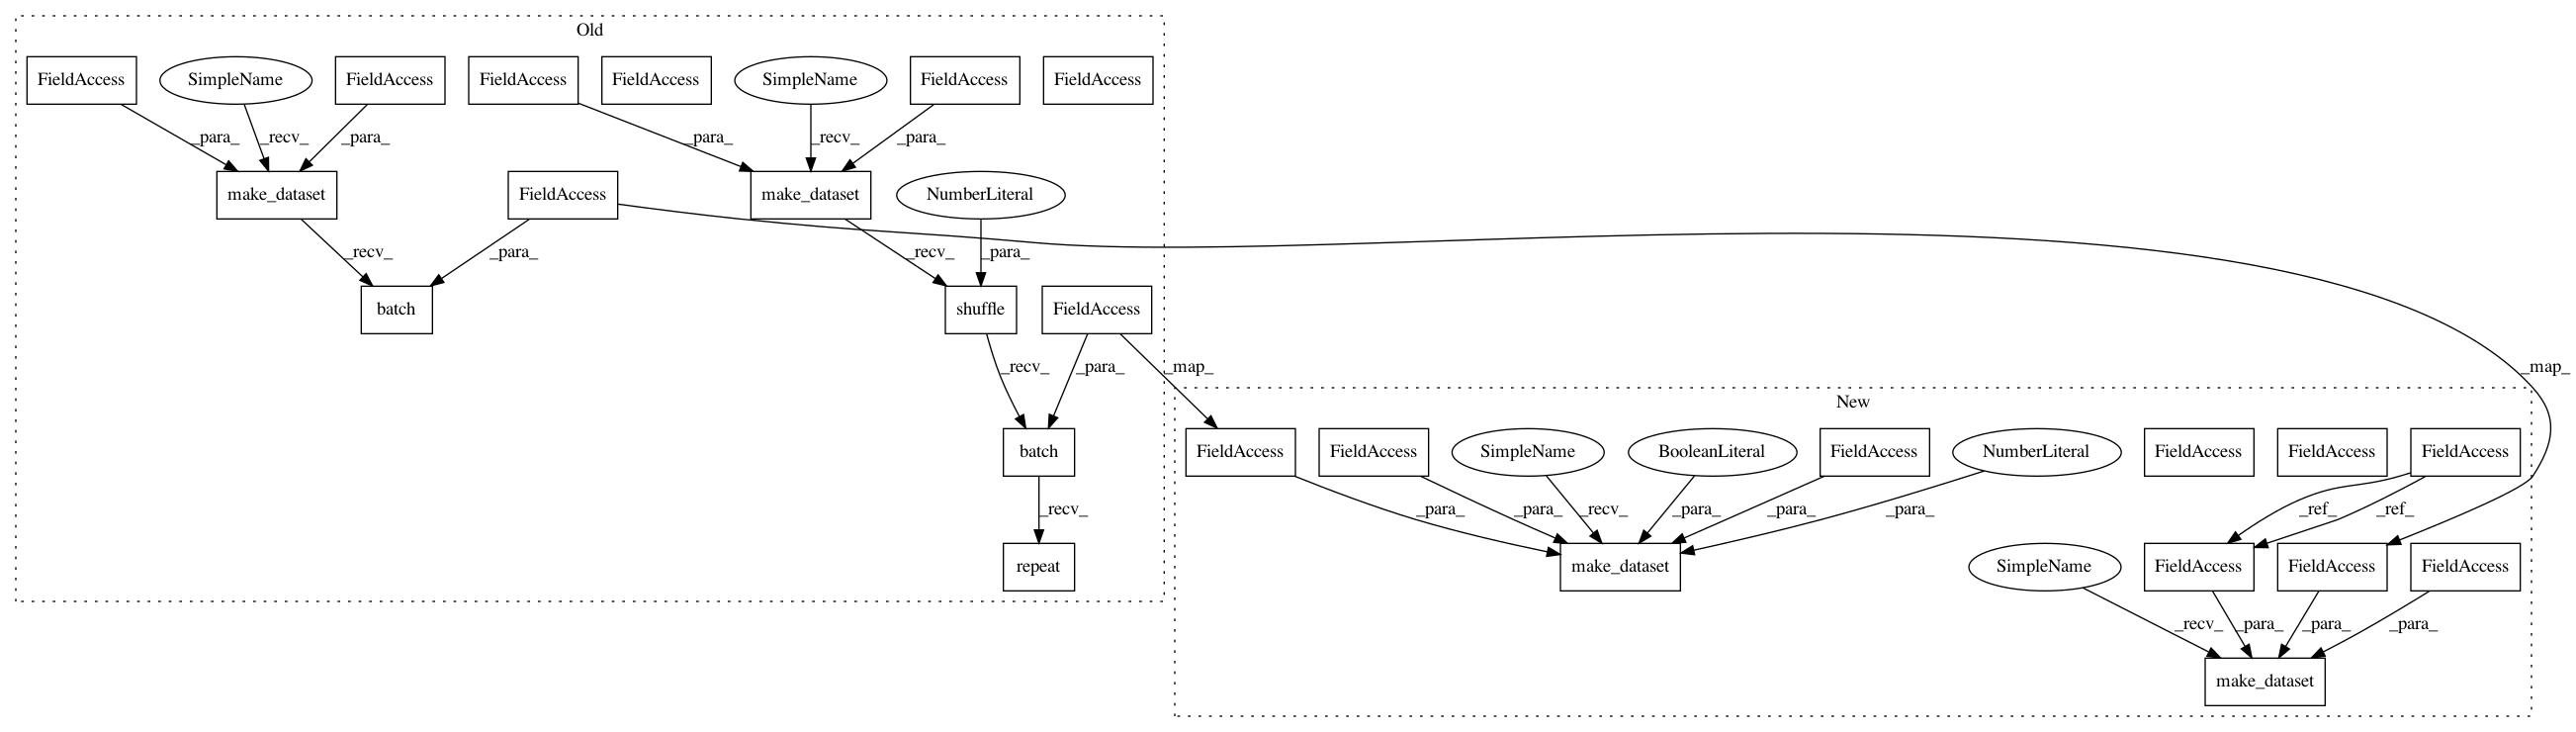 Old
FieldAccess
SimpleName
FieldAccess
FieldAccess
FieldAccess
SimpleName
FieldAccess
FieldAccess
_para_
_recv_
_para_
_para_
_recv_
_para_
make_dataset
FieldAccess
make_dataset
NumberLiteral
_recv_
_para_
_recv_
_para_
batch
shuffle
FieldAccess
_recv_
_para_
_map_
_map_
New
batch
FieldAccess
FieldAccess
SimpleName
BooleanLiteral
FieldAccess
NumberLiteral
FieldAccess
FieldAccess
FieldAccess
_recv_
_para_
_para_
_recv_
_para_
_para_
_para_
_ref_
_ref_
repeat
make_dataset
SimpleName
FieldAccess
FieldAccess
FieldAccess
_recv_
_para_
_para_
_para_
make_dataset